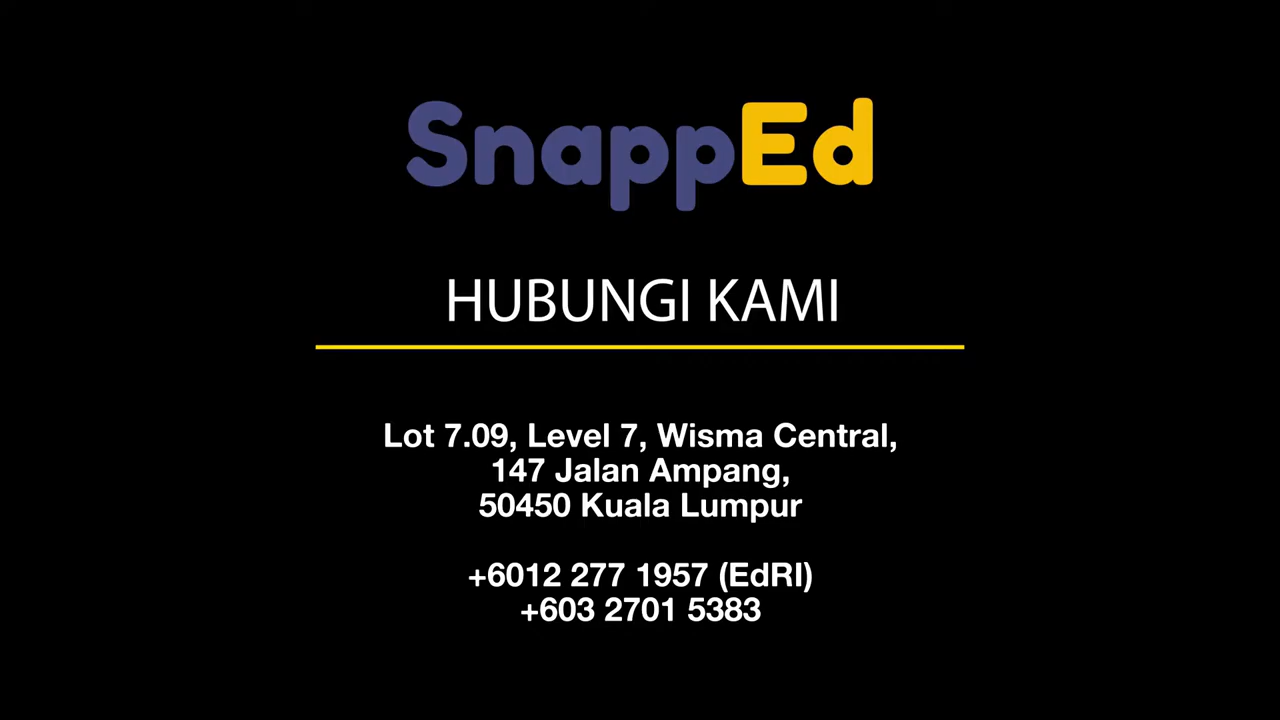 SnappEd
HUBUNGI KAMI
Lot 7.09, Level 7, Wisma Central,
147 Jalan Ampang,
50450 Kuala Lumpur
+6012 277 1957 (EdRI)
+603 2701 5383